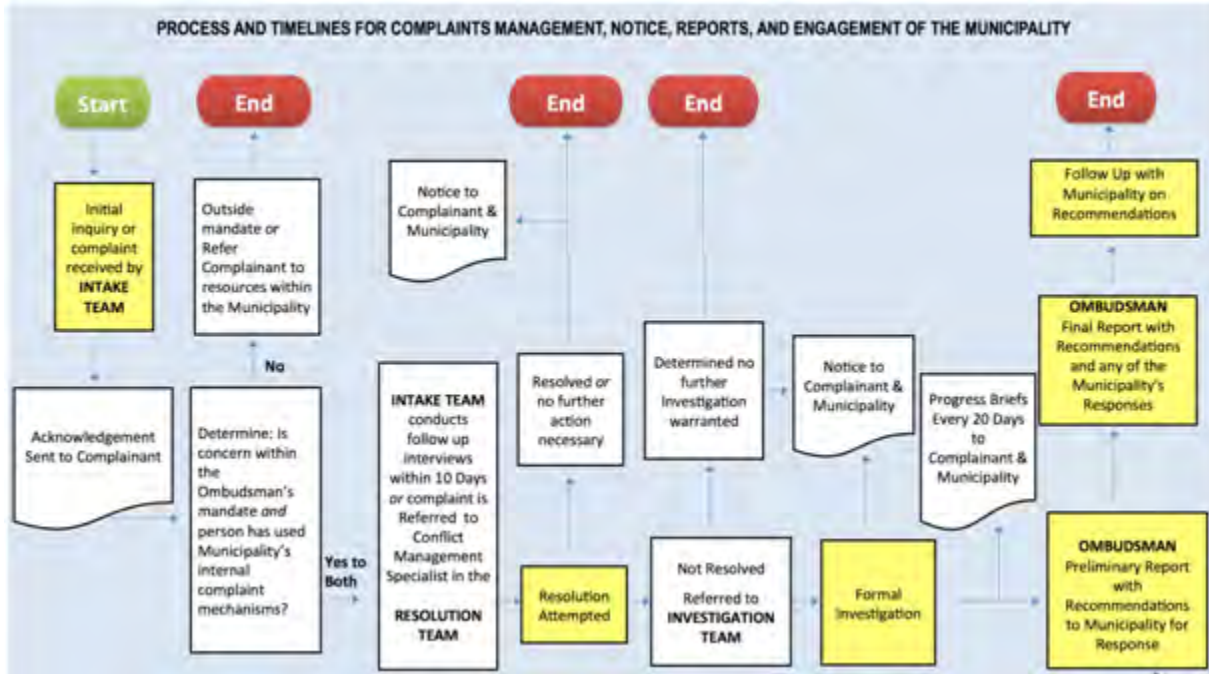 PROCESS AND TIMELINES FOR COMPLAINTS MANAGEMENT, NOTICE, REPORTS, AND ENGAGEMENT OF THE MUNICIPALITY
Start
End
End
End
End
Initial
inquiry or
complaint
received by
INTAKE
TEAM
Outside
mandate or
Refer
Complainant to
resources within
the Municipality
Notice to
Complainant &
Municipality
Follow Up with
Municipality on
Recommendations
No
Acknowledgement
Sent to Complainant
Determine: Is
concern within
the
Ombudsman's
mandate and
person has used
Municipality's
internal
complaint
mechanisms?
Yes to
Both
INTAKE TEAM
conducts
follow up
interviews
within 10 Days
or complaint is
Referred to
Conflict
Management
Specialist in the
RESOLUTION
TEAM
Resolved or
no further
action
necessary
Resolution
Attempted
Determined no
further
Investigation
warranted
Not Resolved
Referred to
INVESTIGATION
TEAM
Notice to
Complainant &
Municipality
Formal
Investigation
Progress Briefs
Every 20 Days
to
Complainant &
Municipality
OMBUDSMAN
Final Report with
Recommendations
and any of the
Municipality's
Responses
OMBUDSMAN
Preliminary Report
with
Recommendations
to Municipality for
Response